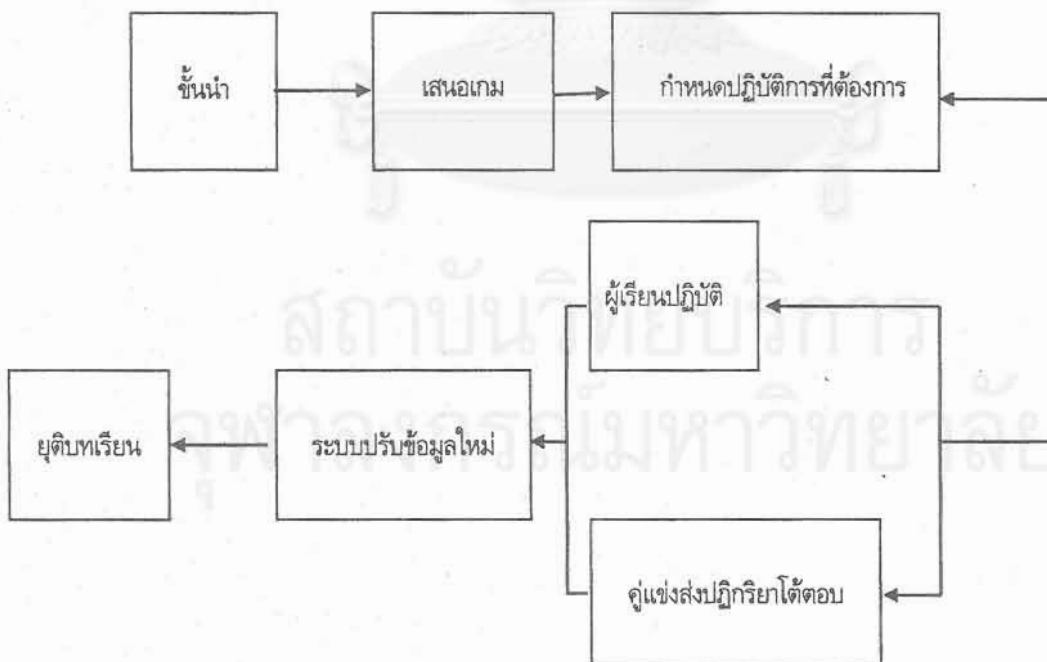 ขั้นนำ
เสนอเกม
กำหนดปฏิบัติการที่ต้องการ
ผู้เรียนปฏิบัติ
สถาบันวิทยบริการ
จุฬาลงกรณ์มหาวิทยาลัย
ยุติบทเรียน
ระบบปรับข้อมูลใหม่
คู่แข่งส่งปฏิกริยาโต้ตอบ